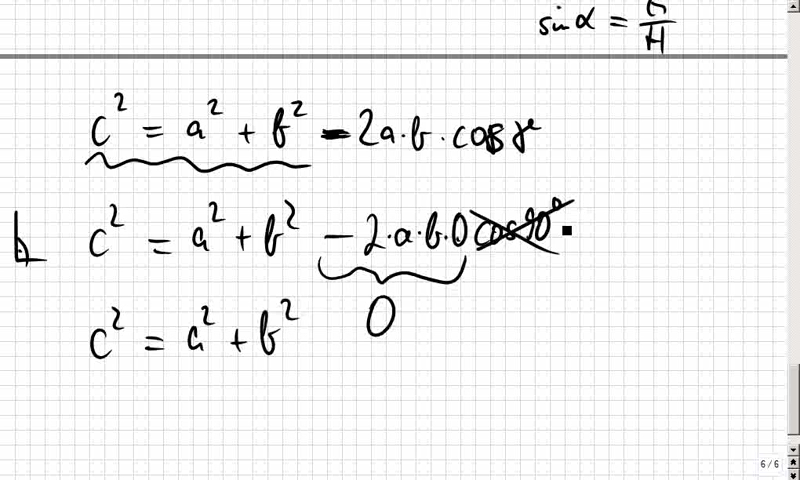 sin α =  / H
c² = a² + b² - 2a·b·cos γ
c² = a² + b² - 2·a·b·0 cos 90°
0
c² = a² + b²
6 / 6